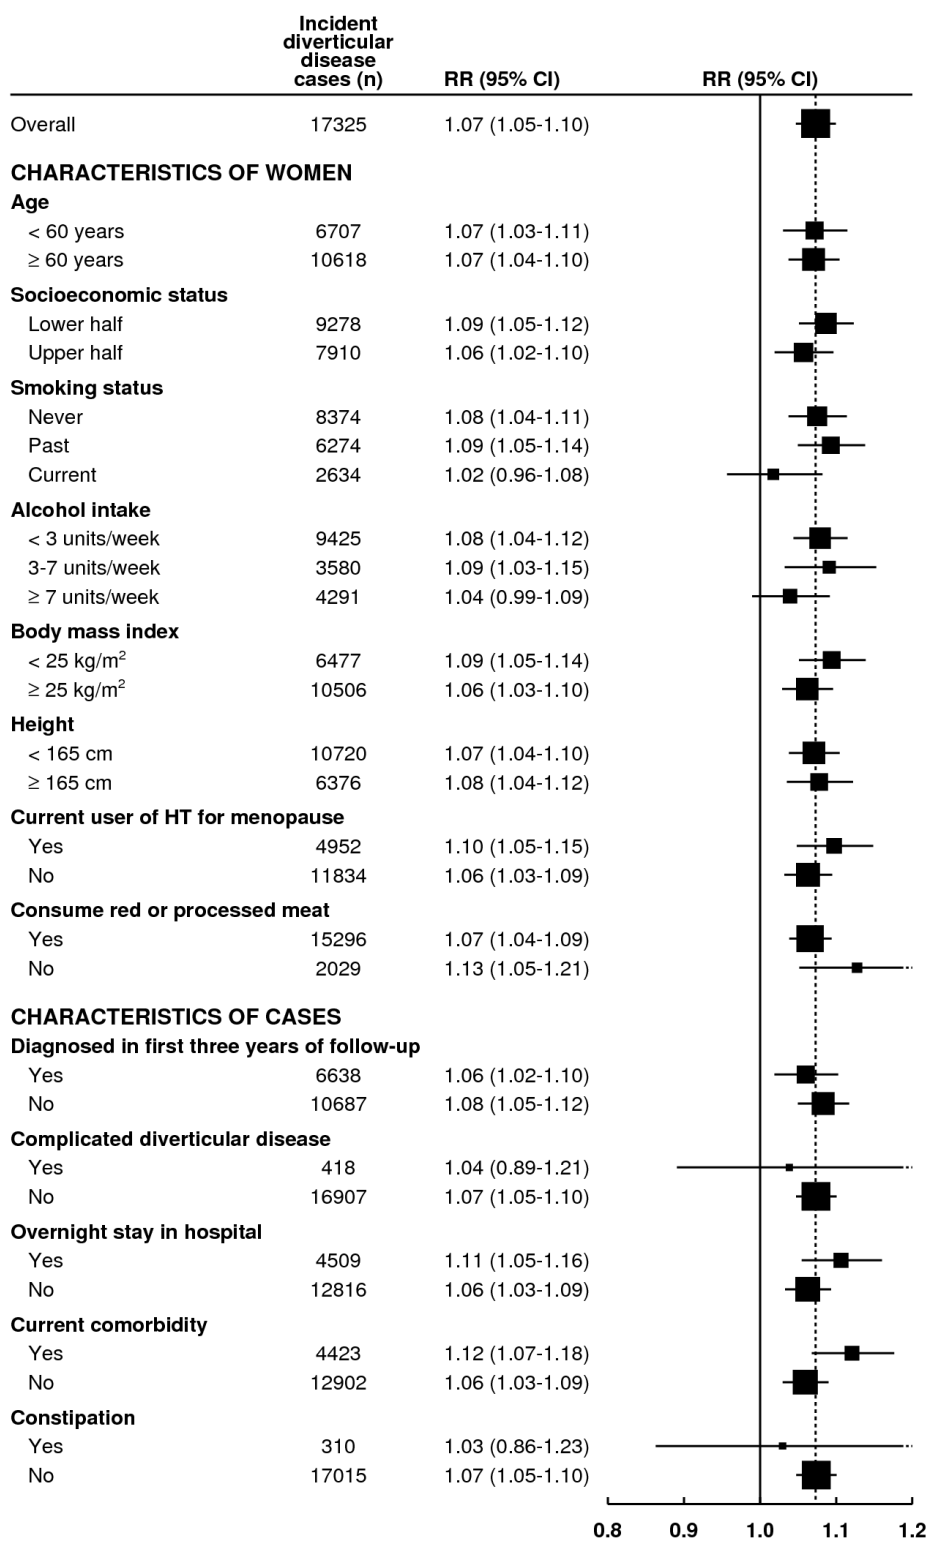 Incident
diverticular
disease
cases (n) RR (95% CI) RR (95% CI)
Overall 17325 1.07 (1.05-1.10)
CHARACTERISTICS OF WOMEN
Age
< 60 years 6707 1.07 (1.03-1.11)
≥ 60 years 10618 1.07 (1.04-1.10)
Socioeconomic status
Lower half 9278 1.09 (1.05-1.12)
Upper half 7910 1.06 (1.02-1.10)
Smoking status
Never 8374 1.08 (1.04-1.11)
Past 6274 1.09 (1.05-1.14)
Current 2634 1.02 (0.96-1.08)
Alcohol intake
< 3 units/week 9425 1.08 (1.04-1.12)
3-7 units/week 3580 1.09 (1.03-1.15)
≥ 7 units/week 4291 1.04 (0.99-1.09)
Body mass index
< 25 kg/m² 6477 1.09 (1.05-1.14)
≥ 25 kg/m² 10506 1.06 (1.03-1.10)
Height
< 165 cm 10720 1.07 (1.04-1.10)
≥ 165 cm 6376 1.08 (1.04-1.12)
Current user of HT for menopause
Yes 4952 1.10 (1.05-1.15)
No 11834 1.06 (1.03-1.09)
Consume red or processed meat
Yes 15296 1.07 (1.04-1.09)
No 2029 1.13 (1.05-1.21)
CHARACTERISTICS OF CASES
Diagnosed in first three years of follow-up
Yes 6638 1.06 (1.02-1.10)
No 10687 1.08 (1.05-1.12)
Complicated diverticular disease
Yes 418 1.04 (0.89-1.21)
No 16907 1.07 (1.05-1.10)
Overnight stay in hospital
Yes 4509 1.11 (1.05-1.16)
No 12816 1.06 (1.03-1.09)
Current comorbidity
Yes 4423 1.12 (1.07-1.18)
No 12902 1.06 (1.03-1.09)
Constipation
Yes 310 1.03 (0.86-1.23)
No 17015 1.07 (1.05-1.10)
0.8 0.9 1.0 1.1 1.2